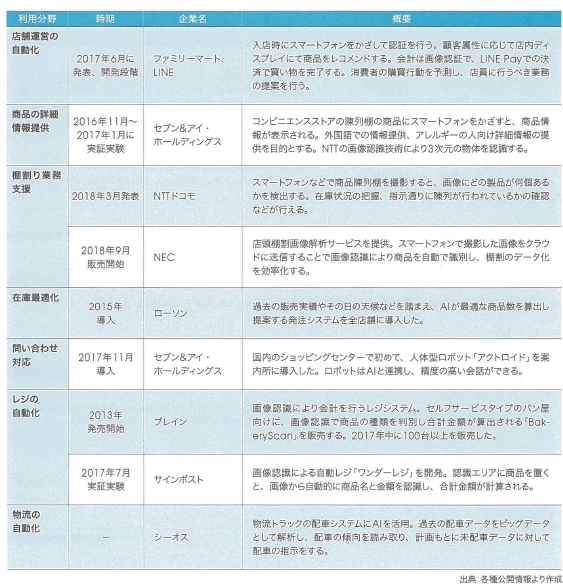 利用分野 時期 企業名 概要
店舗運営の
自動化
2017年6月に
発表、開発段階
ファミリーマート、
LINE
入店時にスマートフォンをかざして認証を行う。顧客属性に応じて店内ディ
スプレイにて商品をレコメンドする。会計は画像認証で、LINE Payでの決
済で買い物を完了する。消費者の購買行動を予測し、店員に行うべき業務
の提案を行う。
商品の詳細
情報提供
2016年11月~
2017年1月に
実証実験
セブン&アイ・
ホールディングス
コンビニエンスストアの陳列棚の商品にスマートフォンをかざすと、商品情
報が表示される。外国語での情報提供、アレルギーの人向け詳細情報の提
供を目的とする。NTTの画像認識技術により3次元の物体を認識する。
棚割り業務
支援
2018年3月発表
NTTドコモ
スマートフォンなどで商品陳列棚を撮影すると、画像にどの製品が何個ある
かを検出する。在庫状況の把握、指示通りに陳列が行われているかの確認
などが行える。
2018年9月
販売開始
NEC
店頭棚割画像解析サービスを提供。スマートフォンで撮影した画像をクラウ
ドに送信することで画像認識により商品を自動で識別し、棚割のデータ化
を効率化する。
在庫最適化
2015年
導入
ローソン
過去の販売実績やその日の天候などを踏まえ、AIが最適な商品数を算出し
提案する発注システムを全店舗に導入した。
問い合わせ
対応
2017年11月
導入
セブン&アイ・
ホールディングス
国内のショッピングセンターで初めて、人体型ロボット「アクトロイド」を案
内所に導入した。ロボットはAIと連携し、精度の高い会話ができる。
レジの
自動化
2013年
発売開始
ブレイン
画像認識により会計を行うレジシステム。セルフサービスタイプのパン屋
向けに、画像認識で商品の種類を判別し合計金額が算出される「Bak-
eryScan」を販売する。2017年中に100台以上を販売した。
2017年7月
実証実験
サインポスト
画像認識による自動レジ「ワンダーレジ」を開発。認識エリアに商品を置く
と、画像から自動的に商品名と金額を認識し、合計金額が計算される。
物流の
自動化
―
シーオス
物流トラックの配車システムにAIを活用。過去の配車データをビッグデータ
として解析し、配車の傾向を読み取り、計画もとに未配車データに対して
配車の指示をする。
出典:各種公開情報より作成